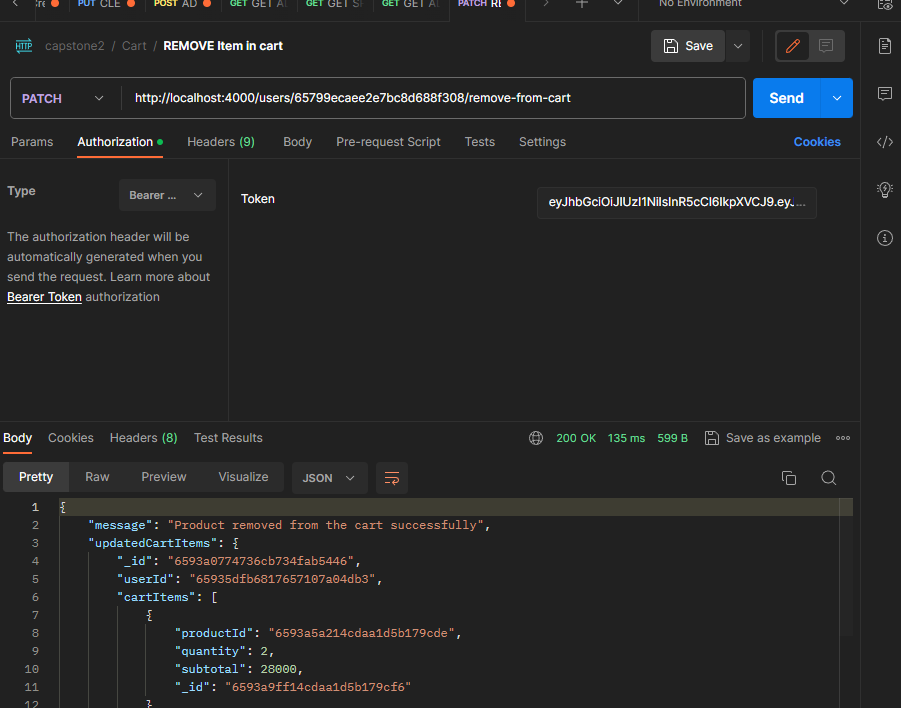 PUT CLE POST AD GET GET A GET GET S GET GET A PATCH RE No Environment
HTTP capstone2 / Cart / REMOVE Item in cart Save
PATCH http://localhost:4000/users/65799ecaee2e7bc8d688f308/remove-from-cart Send
Params Authorization Headers (9) Body Pre-request Script Tests Settings Cookies
Type Bearer ... Token eyJhbGciOiJIUzI1NiIsInR5cCI6IkpXVCJ9.eyJ...
The authorization header will be
automatically generated when you
send the request. Learn more about
Bearer Token authorization
Body Cookies Headers (8) Test Results 200 OK 135 ms 599 B Save as example
Pretty Raw Preview Visualize JSON
1 {
2 "message": "Product removed from the cart successfully",
3 "updatedCartItems": {
4 "_id": "6593a0774736cb734fab5446",
5 "userId": "65935dfb6817657107a04db3",
6 "cartItems": [
7 {
8 "productId": "6593a5a214cdaa1d5b179cde",
9 "quantity": 2,
10 "subtotal": 28000,
11 "_id": "6593a9ff14cdaa1d5b179cf6"
12 }